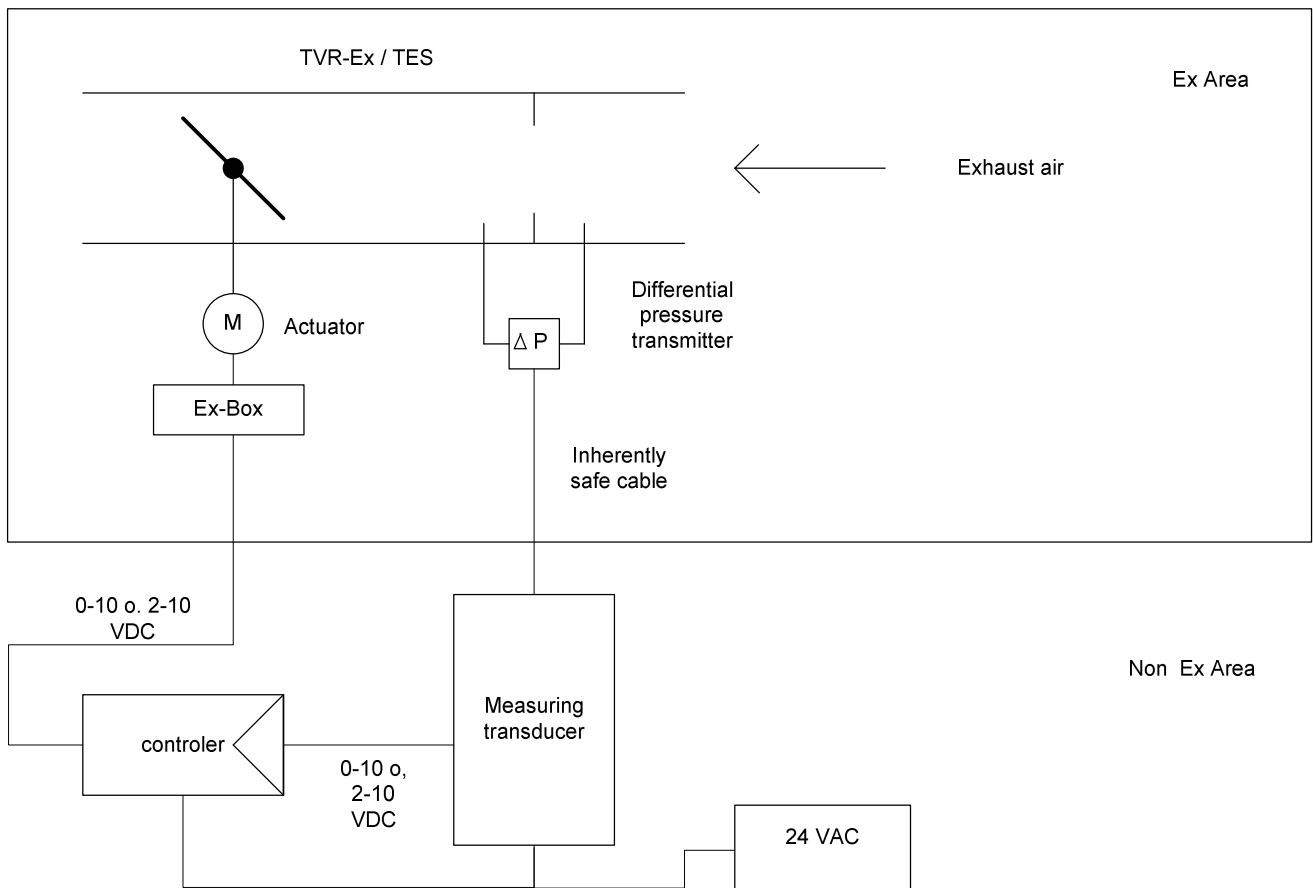 TVR-Ex / TES
Ex Area
Exhaust air
Differential
pressure
transmitter
M
Actuator
Δ P
Ex-Box
Inherently
safe cable
0-10 o. 2-10
VDC
Non Ex Area
Measuring
transducer
controler
0-10 o,
2-10
VDC
24 VAC